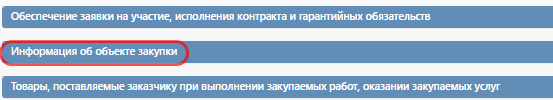 Обеспечение заявки на участие, исполнения контракта и гарантийных обязательств
Информация об объекте закупки
Товары, поставляемые заказчику при выполнении закупаемых работ, оказании закупаемых услуг